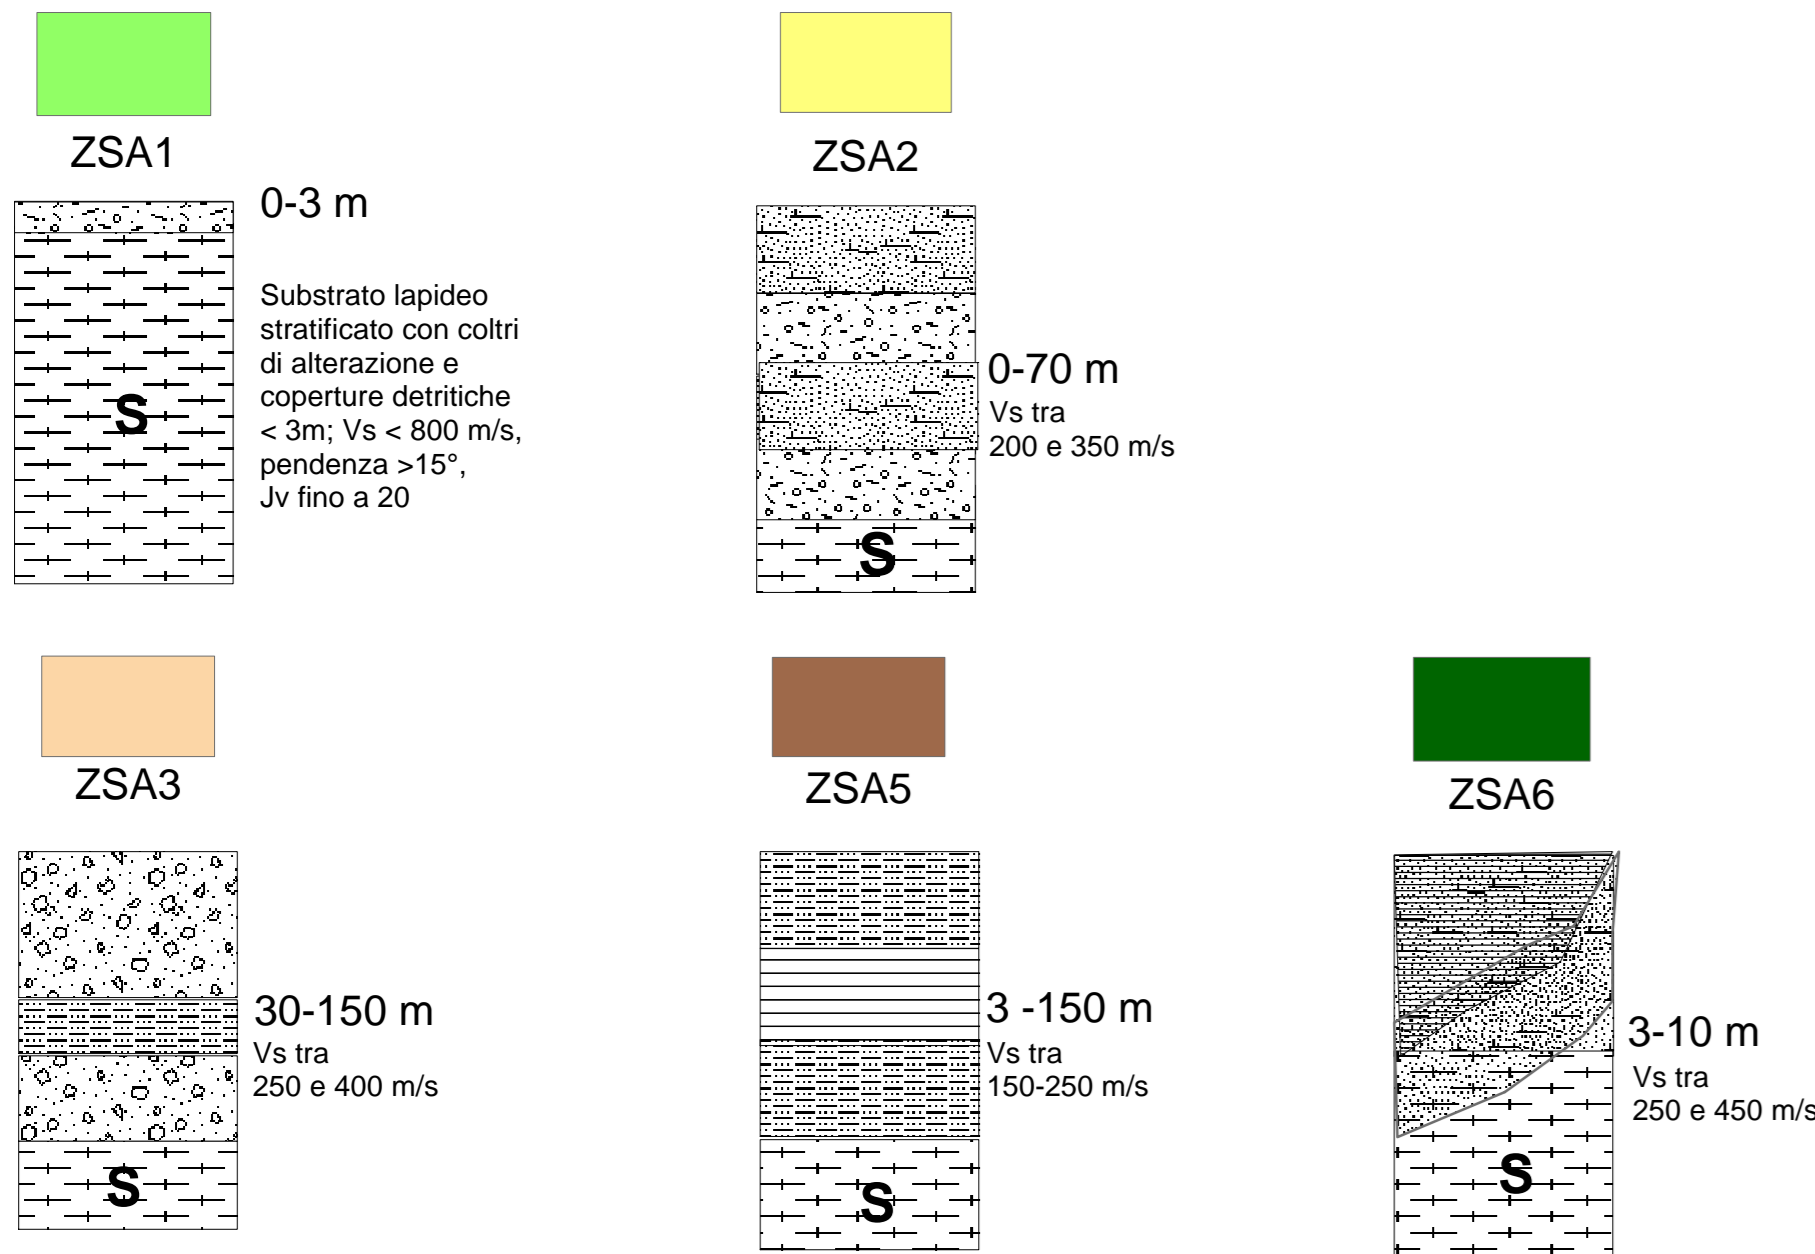 ZSA1
0-3 m
Substrato lapideo
stratificato con coltri
di alterazione e
coperture detritiche
< 3m; Vs < 800 m/s,
pendenza >15°,
Jv fino a 20
S
ZSA2
0-70 m
Vs tra
200 e 350 m/s
S
ZSA3
30-150 m
Vs tra
250 e 400 m/s
S
ZSA5
3 -150 m
Vs tra
150-250 m/s
S
ZSA6
3-10 m
Vs tra
250 e 450 m/s
S